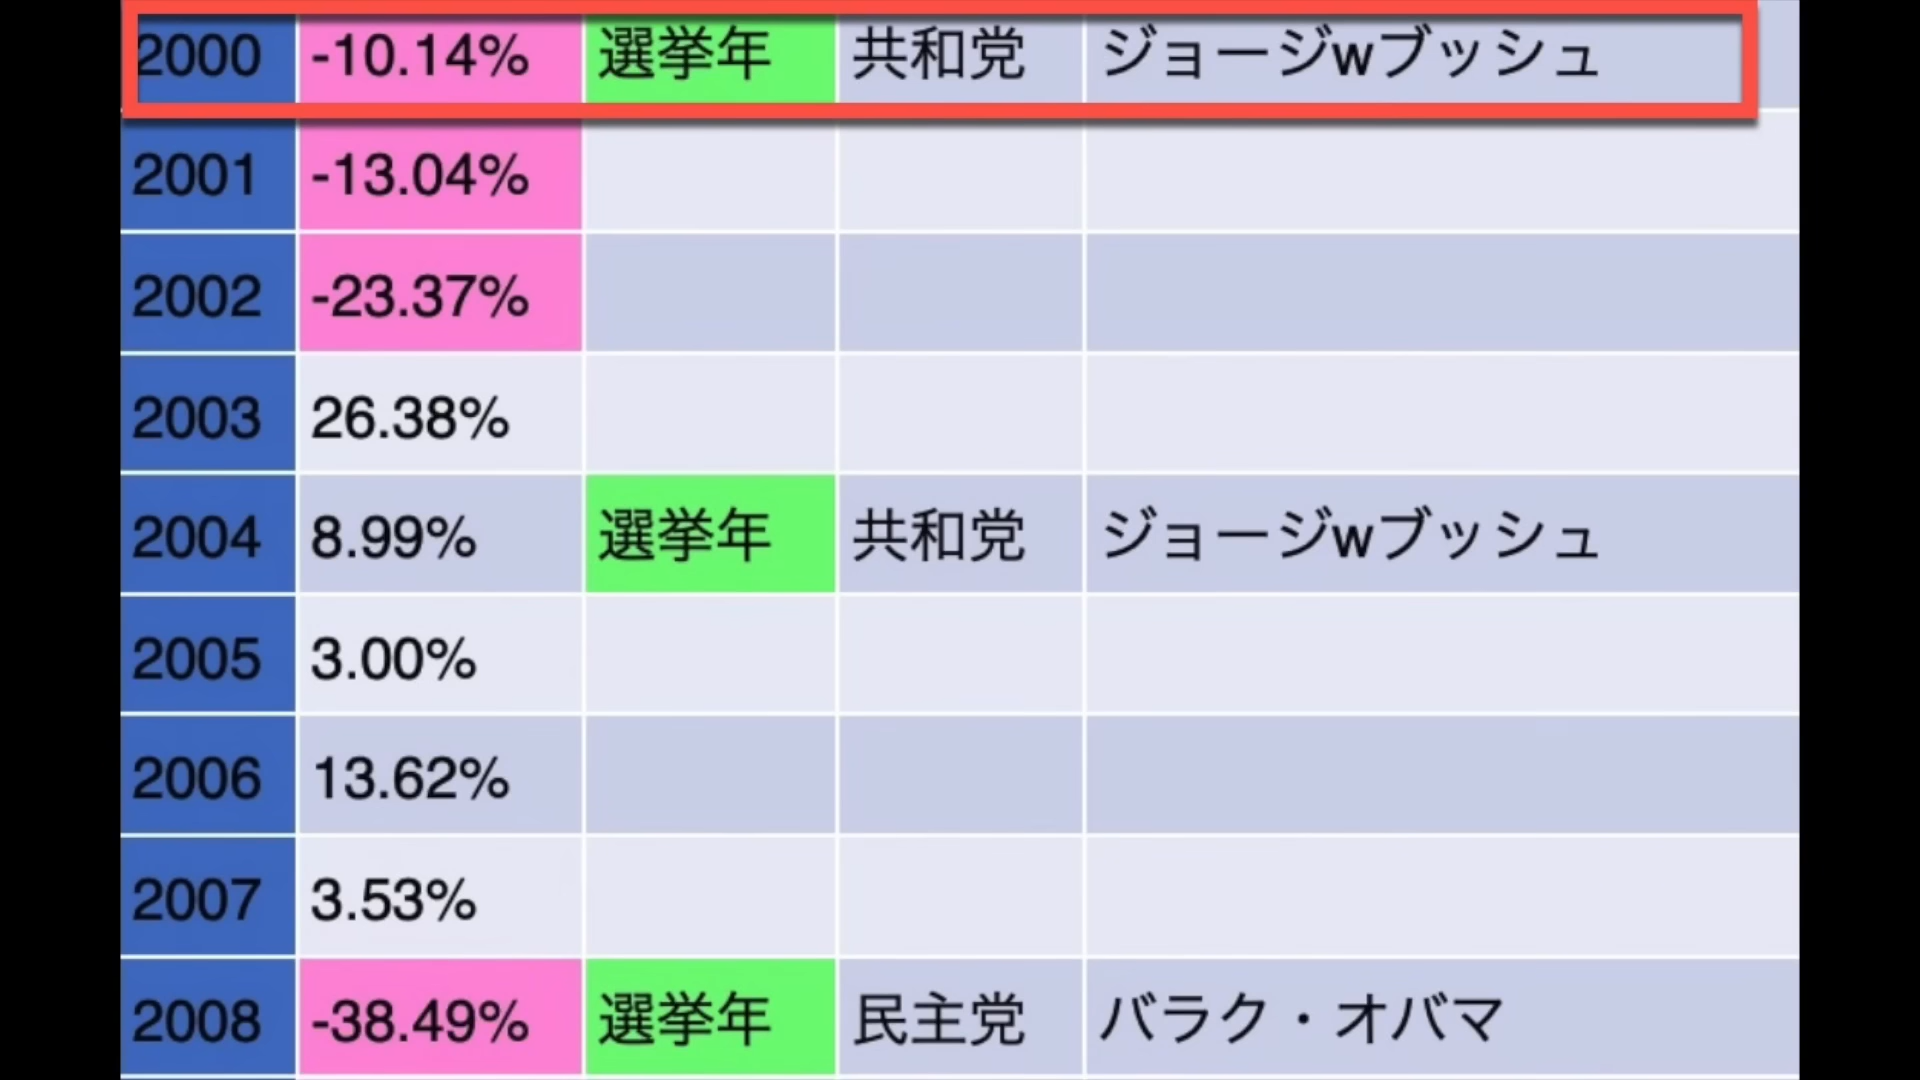 2000 -10.14% 選挙年 共和党 ジョージwブッシュ
2001 -13.04%
2002 -23.37%
2003 26.38%
2004 8.99% 選挙年 共和党 ジョージwブッシュ
2005 3.00%
2006 13.62%
2007 3.53%
2008 -38.49% 選挙年 民主党 バラク・オバマ